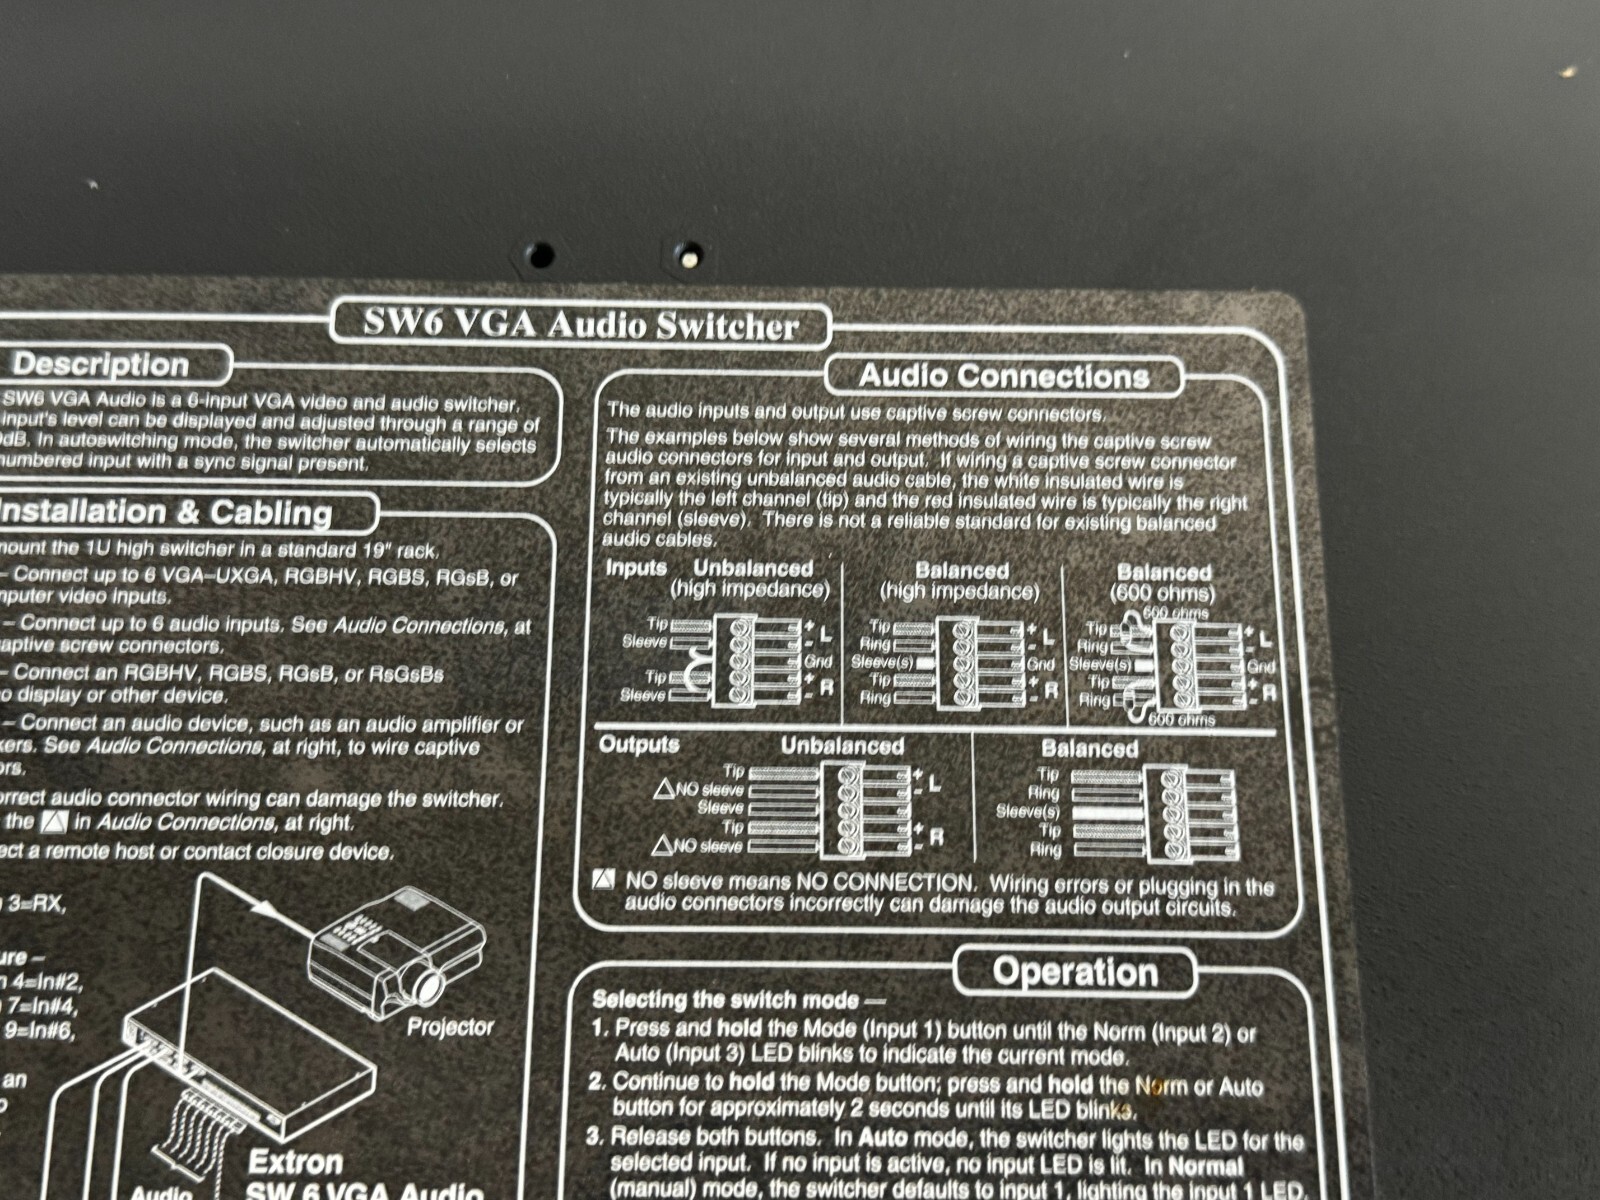 SW6 VGA Audio Switcher
Description
SW6 VGA Audio is a 6-input VGA video and audio switcher.
input's level can be displayed and adjusted through a range of
dB. In autoswitching mode, the switcher automatically selects
numbered input with a sync signal present.
Installation & Cabling
mount the 1U high switcher in a standard 19" rack.
– Connect up to 6 VGA–UXGA, RGBHV, RGBS, RGsB, or
mputer video inputs.
– Connect up to 6 audio inputs. See Audio Connections, at
captive screw connectors.
– Connect an RGBHV, RGBS, RGsB, or RsGsBs
o display or other device.
– Connect an audio device, such as an audio amplifier or
kers. See Audio Connections, at right, to wire captive
ors.
orrect audio connector wiring can damage the switcher.
the in Audio Connections, at right.
ect a remote host or contact closure device.
3=RX,
ure –
4=In#2,
7=In#4,
9=In#6,
an
Projector
Extron
SW 6 VGA Audio
Audio
Audio Connections
The audio inputs and output use captive screw connectors.
The examples below show several methods of wiring the captive screw
audio connectors for input and output. If wiring a captive screw connector
from an existing unbalanced audio cable, the white insulated wire is
typically the left channel (tip) and the red insulated wire is typically the right
channel (sleeve). There is not a reliable standard for existing balanced
audio cables.
Inputs Unbalanced
(high impedance)
Tip + L
Sleeve -
Gnd
Tip + R
Sleeve -
Balanced
(high impedance)
Tip + L
Ring -
Sleeve(s) Gnd
Tip + R
Ring -
Balanced
(600 ohms)
600 ohms
Tip + L
Ring -
Sleeve(s) Gnd
Tip + R
Ring -
600 ohms
Outputs Unbalanced
Tip + L
NO sleeve -
Sleeve
Tip + R
NO sleeve -
Balanced
Tip
Ring
Sleeve(s)
Tip
Ring
NO sleeve means NO CONNECTION. Wiring errors or plugging in the
audio connectors incorrectly can damage the audio output circuits.
Operation
Selecting the switch mode —
1. Press and hold the Mode (Input 1) button until the Norm (Input 2) or
Auto (Input 3) LED blinks to indicate the current mode.
2. Continue to hold the Mode button; press and hold the Norm or Auto
button for approximately 2 seconds until its LED blinks.
3. Release both buttons. In Auto mode, the switcher lights the LED for the
selected input. If no input is active, no input LED is lit. In Normal
(manual) mode, the switcher defaults to input 1, lighting the input 1 LED.